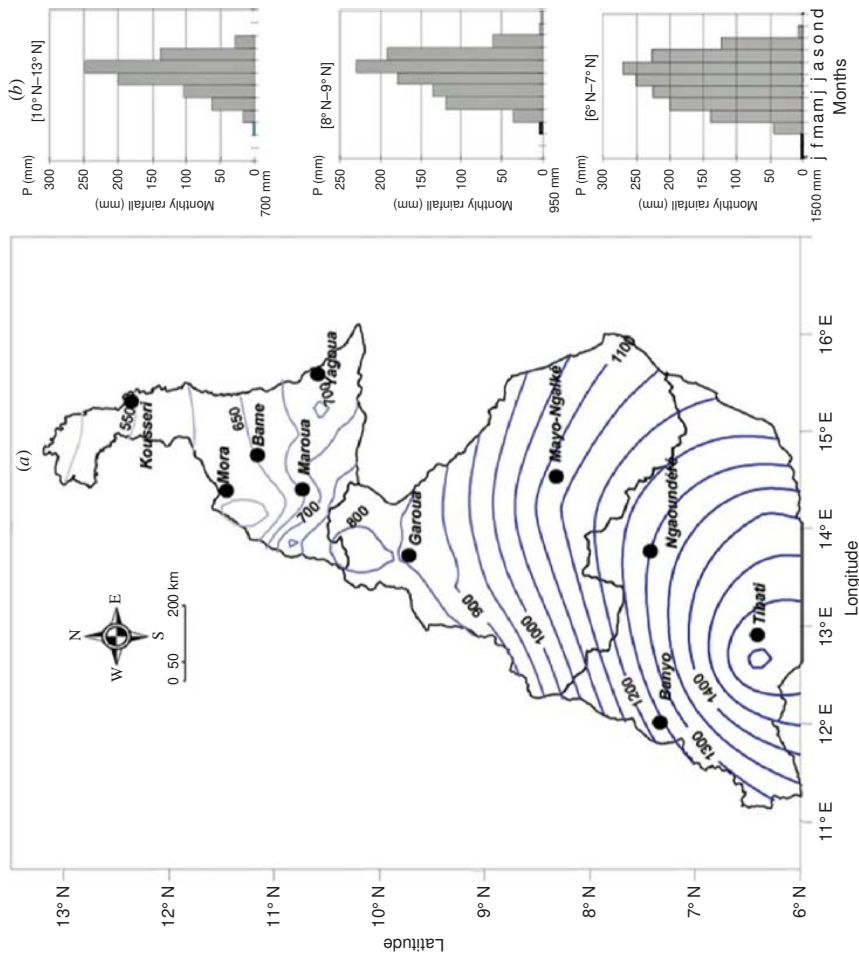 (a)
N
W E
S
0 50 200 km
Latitude
13° N
12° N
11° N
10° N
9° N
8° N
7° N
6° N
550
Kousseri
Mora
650
Bame
Maroua
700
700
Yagoua
800
Garoua
900
1000
Mayo-Ngalké
1100
1200
Ngaoundéré
Banyo
1300
1400
Tibati
11° E
12° E
13° E
14° E
15° E
16° E
Longitude
(b)
P (mm)
[10° N–13° N]
Monthly rainfall (mm)
300
250
200
150
100
50
0
700 mm
P (mm)
[8° N–9° N]
Monthly rainfall (mm)
250
200
150
100
50
0
950 mm
P (mm)
[6° N–7° N]
Monthly rainfall (mm)
300
250
200
150
100
50
0
1500 mm
j f m a m j j a s o n d
Months